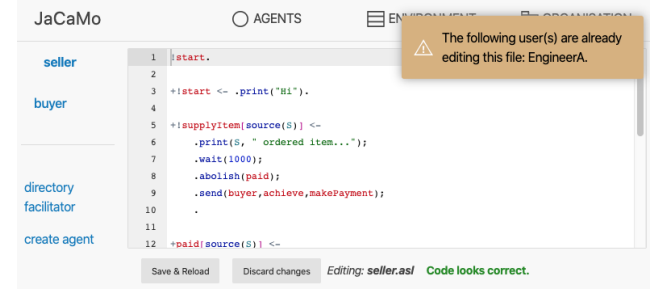 JaCaMo
AGENTS
The following user(s) are already
editing this file: EngineerA.
seller
buyer
directory
facilitator
create agent
1 !start.
2
3 +!start <- .print("Hi").
4
5 +!supplyItem[source(S)] <-
6 .print(S, " ordered item...");
7 .wait(1000);
8 .abolish(paid);
9 .send(buyer,achieve,makePayment);
10 .
11
12 +paid[source(S)] <-
Save & Reload Discard changes Editing: seller.asl Code looks correct.